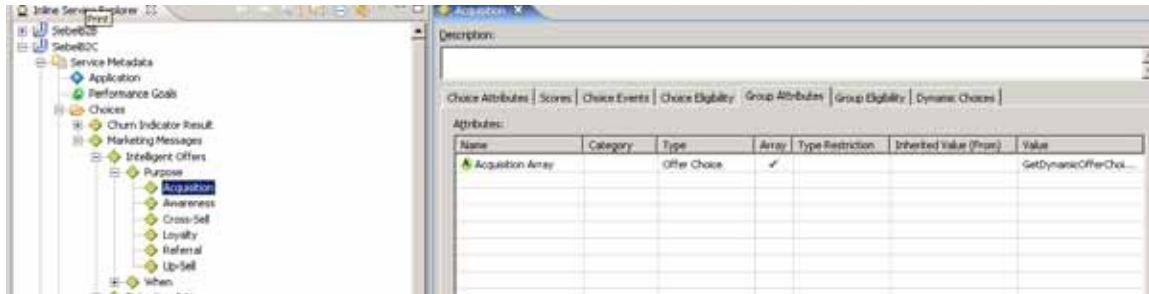 Inline Service Explorer
Print
SiebelB2B
SiebelB2C
Service Metadata
Application
Performance Goals
Choices
Churn Indicator Result
Marketing Messages
Intelligent Offers
Purpose
Acquisition
Awareness
Cross-Sell
Loyalty
Referral
Up-Sell
When
Acquisition
Description:
Choice Attributes | Scores | Choice Events | Choice Eligibility | Group Attributes | Group Eligibility | Dynamic Choices
Attributes:
Name Category Type Array Type Restriction Inherited Value (From) Value
Acquisition Array Offer Choice ✓ GetDynamicOfferChoi...